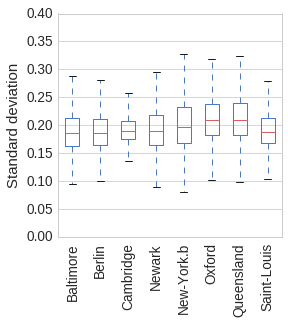 0.40
0.35
0.30
0.25
0.20
0.15
0.10
0.05
0.00
Standard deviation
Baltimore
Berlin
Cambridge
Newark
New-York.b
Oxford
Queensland
Saint-Louis